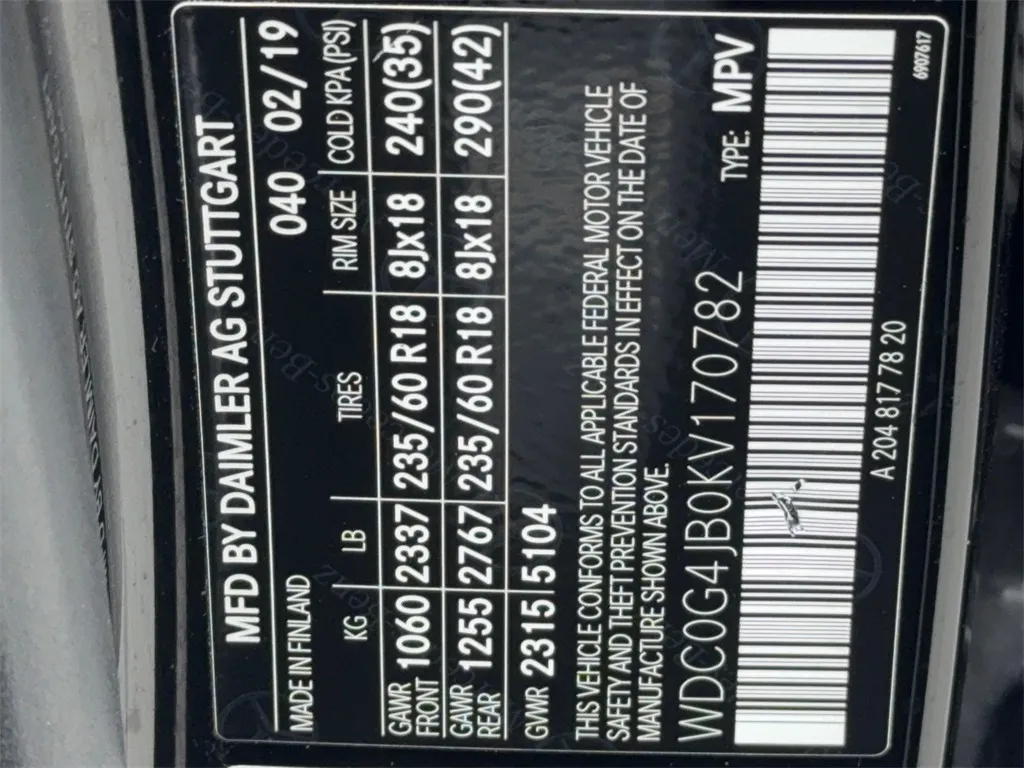 MFD BY DAIMLER AG STUTTGART
MADE IN FINLAND 040 02/19
KG LB TIRES RIM SIZE COLD KPA (PSI)
GAWR FRONT 1060 2337 235/60 R18 8Jx18 240(35)
GAWR REAR 1255 2767 235/60 R18 8Jx18 290(42)
GVWR 2315 5104
THIS VEHICLE CONFORMS TO ALL APPLICABLE FEDERAL MOTOR VEHICLE
SAFETY AND THEFT PREVENTION STANDARDS IN EFFECT ON THE DATE OF
MANUFACTURE SHOWN ABOVE.
WDC0G4JB0KV170782 TYPE: MPV
A 204 817 78 20
6907617